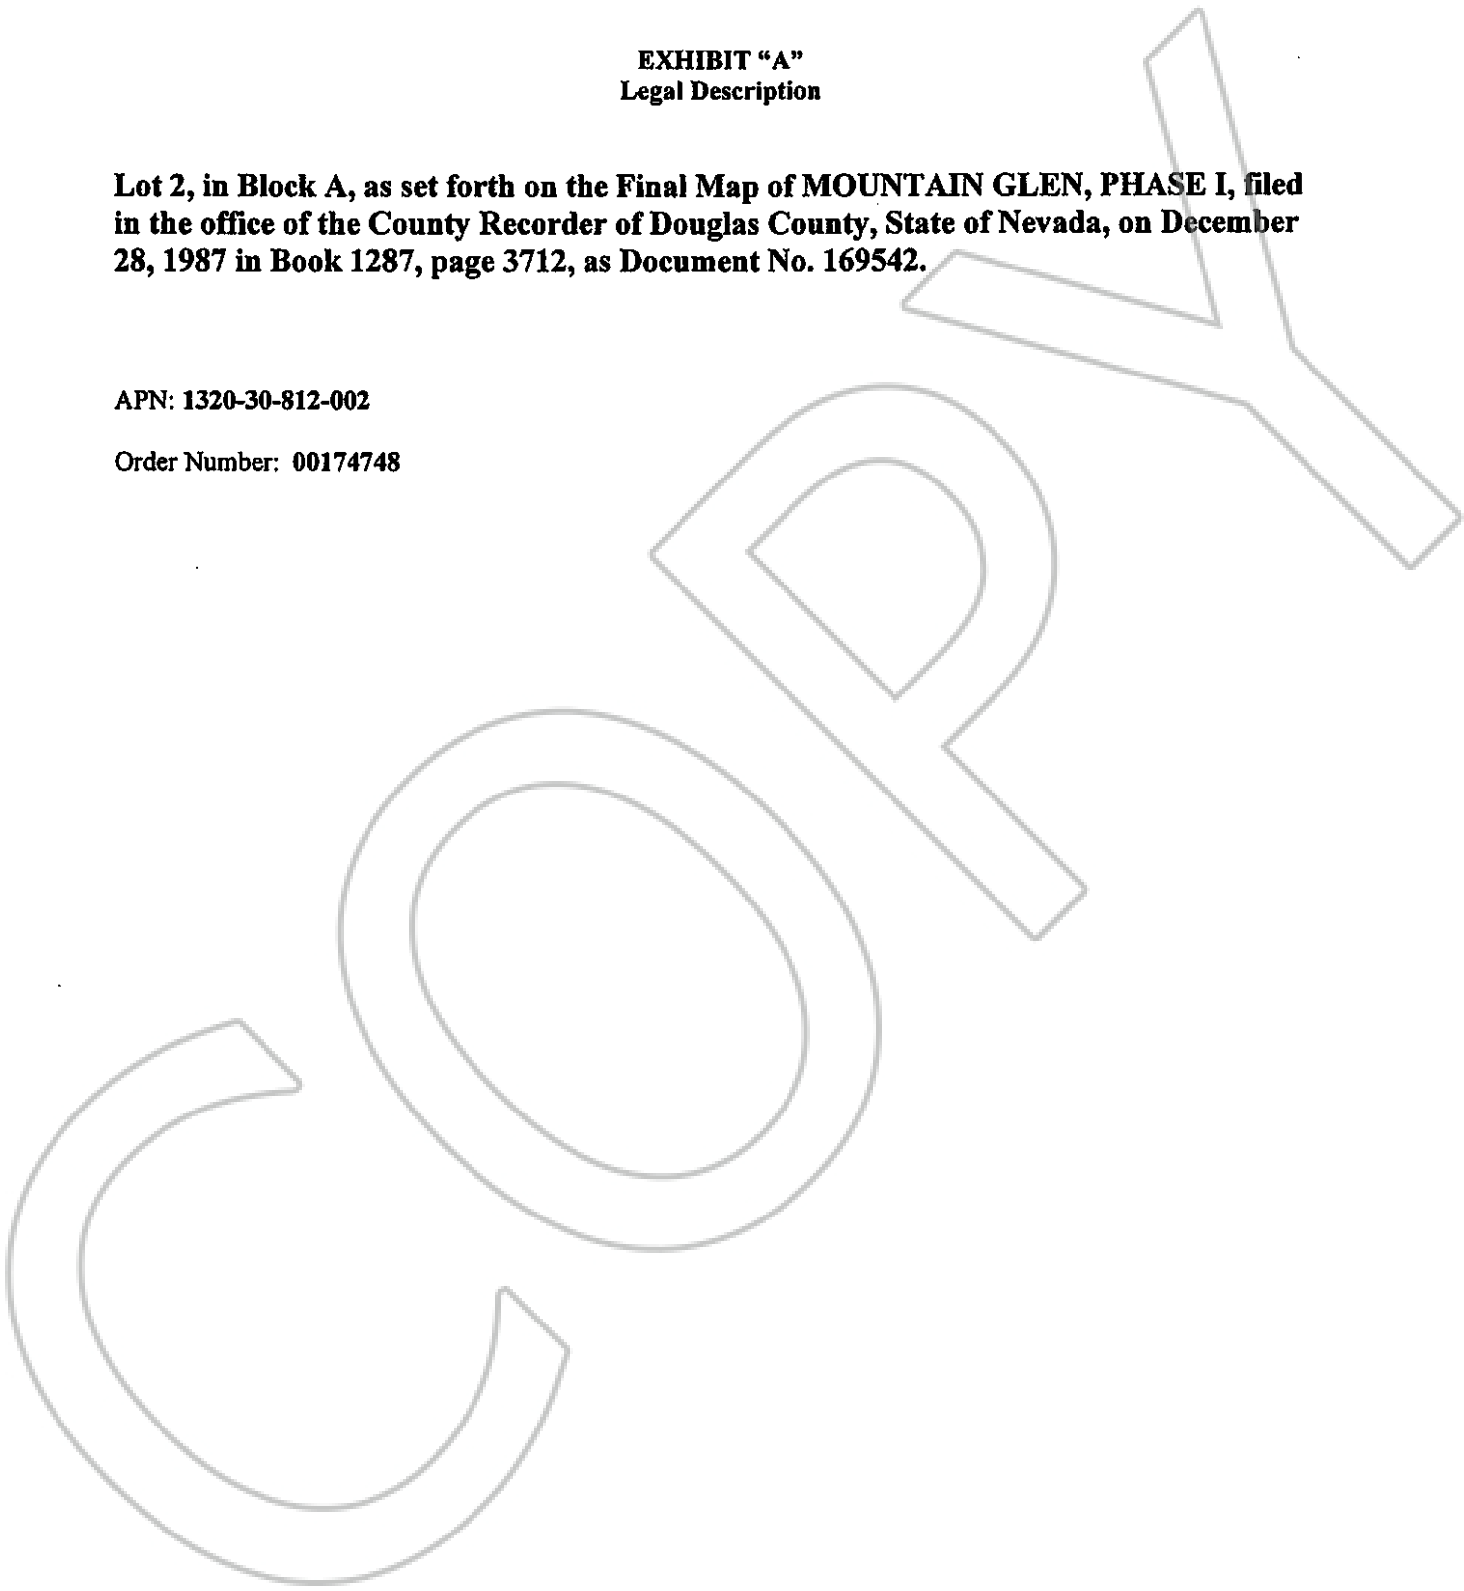 EXHIBIT “A”
Legal Description
Lot 2, in Block A, as set forth on the Final Map of MOUNTAIN GLEN, PHASE I, filed
in the office of the County Recorder of Douglas County, State of Nevada, on December
28, 1987 in Book 1287, page 3712, as Document No. 169542.
APN: 1320-30-812-002
Order Number: 00174748
COPY